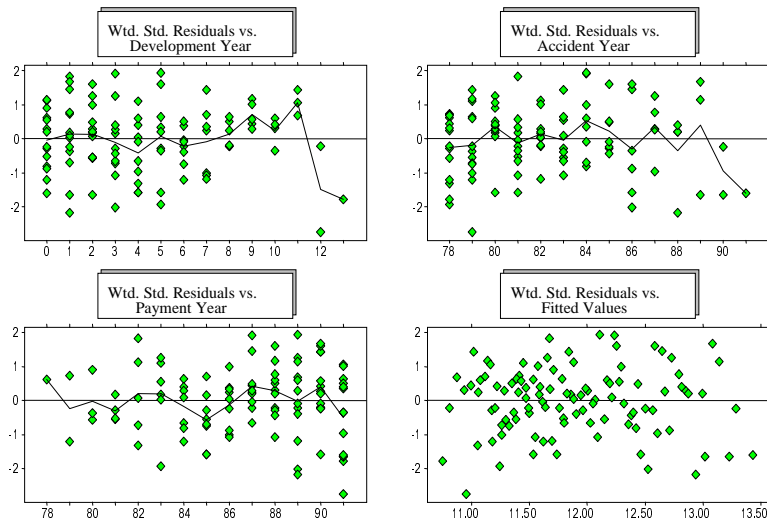 Wtd. Std. Residuals vs.
Development Year
2
1
0
-1
-2
0 1 2 3 4 5 6 7 8 9 10 11 12
Wtd. Std. Residuals vs.
Accident Year
2
1
0
-1
-2
78 80 82 84 86 88 90
Wtd. Std. Residuals vs.
Payment Year
2
1
0
-1
-2
78 80 82 84 86 88 90
Wtd. Std. Residuals vs.
Fitted Values
2
1
0
-1
-2
11.00 11.50 12.00 12.50 13.00 13.50